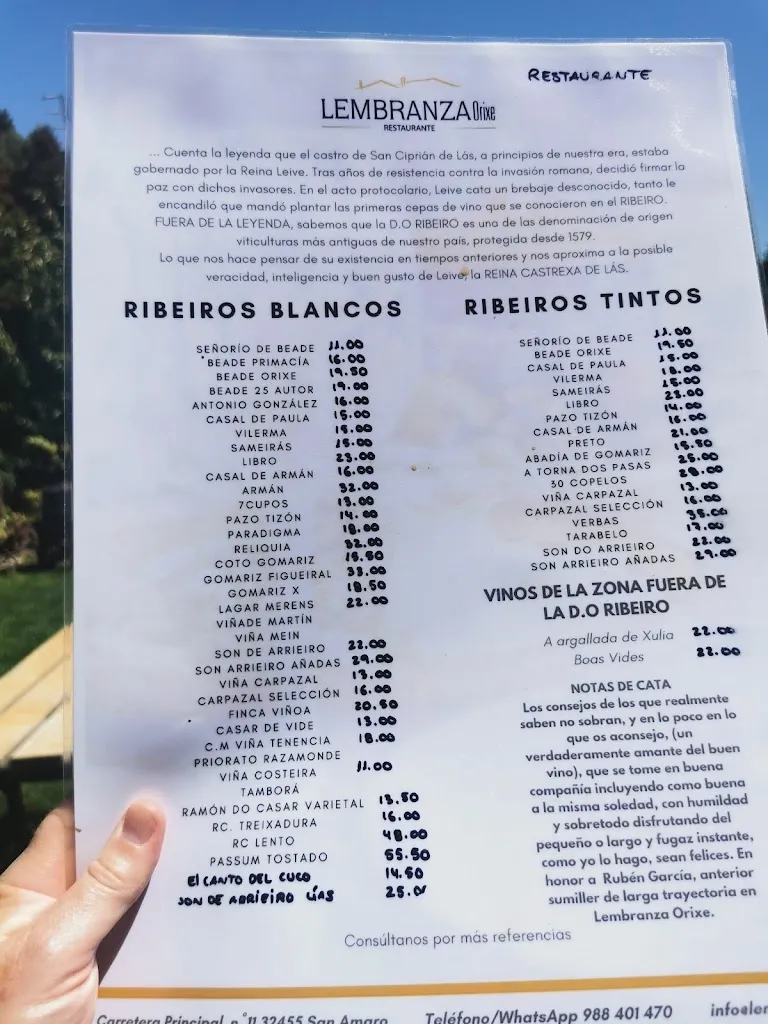 RESTAURANTE
LEMBRANZA Orixe
RESTAURANTE
... Cuenta la leyenda que el castro de San Ciprián de Lás, a principios de nuestra era, estaba
gobernado por la Reina Leive. Tras años de resistencia contra la invasión romana, decidió firmar la
paz con dichos invasores. En el acto protocolario, Leive cata un brebaje desconocido, tanto le
encandiló que mandó plantar las primeras cepas de vino que se conocieron en el RIBEIRO.
FUERA DE LA LEYENDA, sabemos que la D.O RIBEIRO es una de las denominación de origen
viticulturas más antiguas de nuestro país, protegida desde 1579.
Lo que nos hace pensar de su existencia en tiempos anteriores y nos aproxima a la posible
veracidad, inteligencia y buen gusto de Leive, la REINA CASTREXA DE LÁS.
RIBEIROS BLANCOS
SEÑORÍO DE BEADE 11.00
BEADE PRIMACÍA 16.00
BEADE ORIXE 19.50
BEADE 25 AUTOR 19.00
ANTONIO GONZÁLEZ 16.00
CASAL DE PAULA 15.00
VILERMA 15.00
SAMEIRÁS 15.00
LIBRO 23.00
CASAL DE ARMÁN 16.00
ARMÁN 32.00
7CUPOS 13.00
PAZO TIZÓN 14.00
PARADIGMA 18.00
RELIQUIA 32.00
COTO GOMARIZ 15.50
GOMARIZ FIGUEIRAL 33.00
GOMARIZ X 18.50
LAGAR MERENS 22.00
VIÑADE MARTÍN
VIÑA MEIN
SON DE ARRIEIRO 22.00
SON ARRIEIRO AÑADAS 29.00
VIÑA CARPAZAL 13.00
CARPAZAL SELECCIÓN 16.00
FINCA VIÑOA 20.50
CASAR DE VIDE 13.00
C.M VIÑA TENENCIA 18.00
PRIORATO RAZAMONDE
VIÑA COSTEIRA 11.00
TAMBORÁ
RAMÓN DO CASAR VARIETAL 13.50
RC. TREIXADURA 16.00
RC LENTO 48.00
PASSUM TOSTADO 55.50
El CANTO DEL CUCO 14.50
SON DE ARRIEIRO LÍAS 25.00
RIBEIROS TINTOS
SEÑORÍO DE BEADE 11.00
BEADE ORIXE 19.50
CASAL DE PAULA 15.00
VILERMA 18.00
SAMEIRÁS 15.00
LIBRO 23.00
PAZO TIZÓN 14.00
CASAL DE ARMÁN 16.00
PRETO 21.00
ABADÍA DE GOMARIZ 15.50
A TORNA DOS PASAS 25.00
30 COPELOS 28.00
VIÑA CARPAZAL 13.00
CARPAZAL SELECCIÓN 16.00
VERBAS 35.00
TARABELO 17.00
SON DO ARRIEIRO 22.00
SON ARRIEIRO AÑADAS 29.00
VINOS DE LA ZONA FUERA DE
LA D.O RIBEIRO
A argallada de Xulia 22.00
Boas Vides 22.00
NOTAS DE CATA
Los consejos de los que realmente
saben no sobran, y en lo poco en lo
que os aconsejo, (un
verdaderamente amante del buen
vino), que se tome en buena
compañía incluyendo como buena
a la misma soledad, con humildad
y sobretodo disfrutando del
pequeño o largo y fugaz instante,
como yo lo hago, sean felices. En
honor a Rubén García, anterior
sumiller de larga trayectoria en
Lembranza Orixe.
Consúltanos por más referencias
Carretera Principal, n º11 32455 San Amaro Teléfono/WhatsApp 988 401 470 info@lem